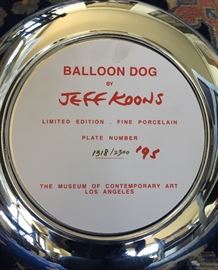 BALLOON DOG
BY
JEFF KOONS
LIMITED EDITION . FINE PORCELAIN
PLATE NUMBER
1318/2300 '95
THE MUSEUM OF CONTEMPORARY ART
LOS ANGELES